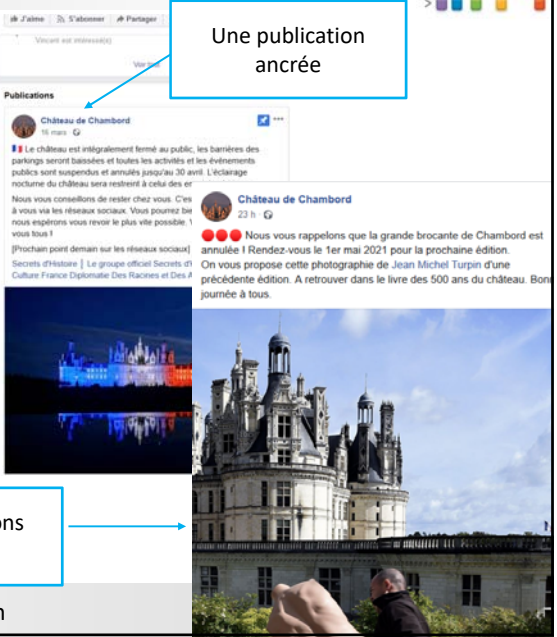 J'aime S'abonner Partager
>
Une publication
ancrée
Vincent est intéressé(e)
Voir tout
Publications
Château de Chambord
16 mars
Le château est intégralement fermé au public, les barrières des
parkings seront baissées et toutes les activités et les évènements
publics sont suspendus et annulés jusqu'au 30 avril. L'éclairage
nocturne du château sera restreint à celui des
Nous vous conseillons de rester chez vous.
à vous via les réseaux sociaux. Vous pourrez
nous espérons vous revoir le plus vite possible.
vous tous !
[Prochain point demain sur les réseaux sociaux]
Secrets d'Histoire | Le groupe officiel Secrets
Culture France Diplomatie Des Racines et Des
Château de Chambord
23 h
Nous vous rappelons que la grande brocante de Chambord est
annulée ! Rendez-vous le 1er mai 2021 pour la prochaine édition.
On vous propose cette photographie de Jean Michel Turpin d'une
précédente édition. A retrouver dans le livre des 500 ans du château.
journée à tous.